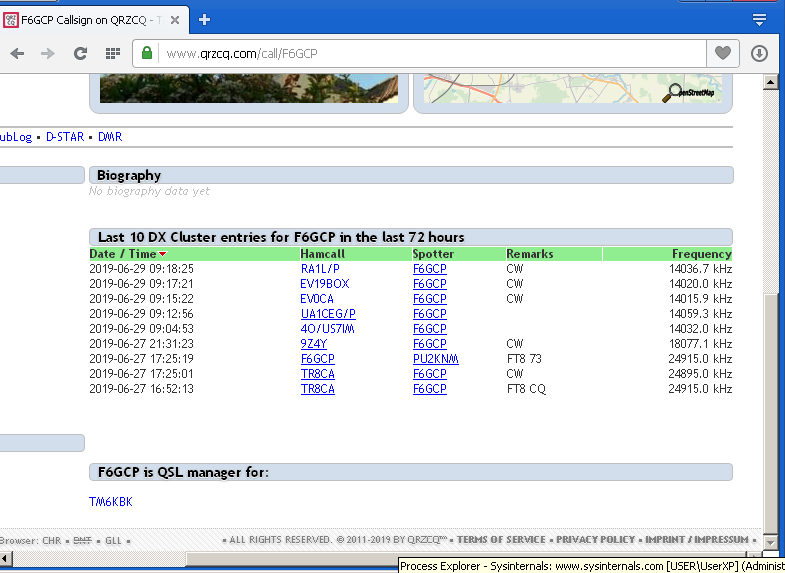 F6GCP Callsign on QRZCQ - T
www.qrzcq.com/call/F6GCP
OpenStreetMap
ubLog ▪ D-STAR ▪ DMR
Biography
No biography data yet
Last 10 DX Cluster entries for F6GCP in the last 72 hours
Date / Time Hamcall Spotter Remarks Frequency
2019-06-29 09:18:25 RA1L/P F6GCP CW 14036.7 kHz
2019-06-29 09:17:21 EV19BOX F6GCP CW 14020.0 kHz
2019-06-29 09:15:22 EV0CA F6GCP CW 14015.9 kHz
2019-06-29 09:12:56 UA1CEG/P F6GCP 14059.3 kHz
2019-06-29 09:04:53 4O/US7IM F6GCP 14032.0 kHz
2019-06-27 21:31:23 9Z4Y F6GCP CW 18077.1 kHz
2019-06-27 17:25:19 F6GCP PU2KNM FT8 73 24915.0 kHz
2019-06-27 17:25:01 TR8CA F6GCP CW 24895.0 kHz
2019-06-27 16:52:13 TR8CA F6GCP FT8 CQ 24915.0 kHz
F6GCP is QSL manager for:
TM6KBK
Browser: CHR ▪ DNT ▪ GLL ▪ ▪ ALL RIGHTS RESERVED. © 2011-2019 BY QRZCQ™ ▪ TERMS OF SERVICE ▪ PRIVACY POLICY ▪ IMPRINT / IMPRESSUM ▪
Process Explorer - Sysinternals: www.sysinternals.com [USER\UserXP] (Administ